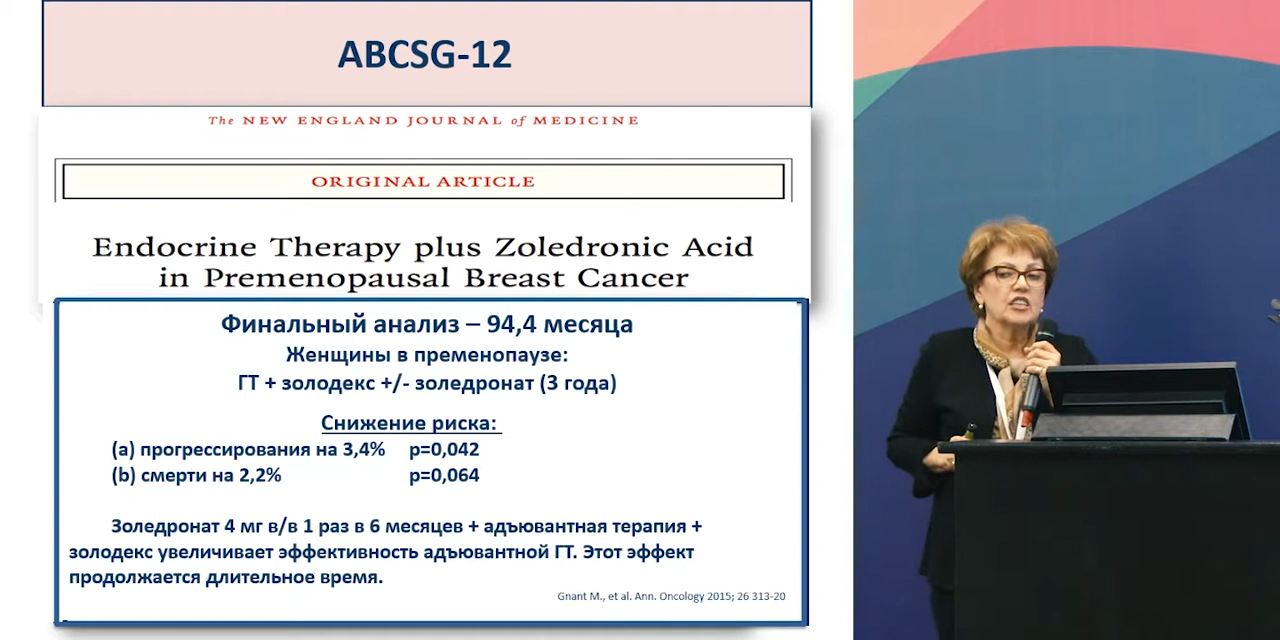 ABCSG-12
The NEW ENGLAND JOURNAL of MEDICINE
ORIGINAL ARTICLE
Endocrine Therapy plus Zoledronic Acid
in Premenopausal Breast Cancer
Финальный анализ – 94,4 месяца
Женщины в пременопаузе:
ГТ + золодекс +/- золедронат (3 года)
Снижение риска:
(a) прогрессирования на 3,4% р=0,042
(b) смерти на 2,2% р=0,064
Золедронат 4 мг в/в 1 раз в 6 месяцев + адъювантная терапия +
золодекс увеличивает эффективность адъювантной ГТ. Этот эффект
продолжается длительное время.
Gnant M., et al. Ann. Oncology 2015; 26 313-20